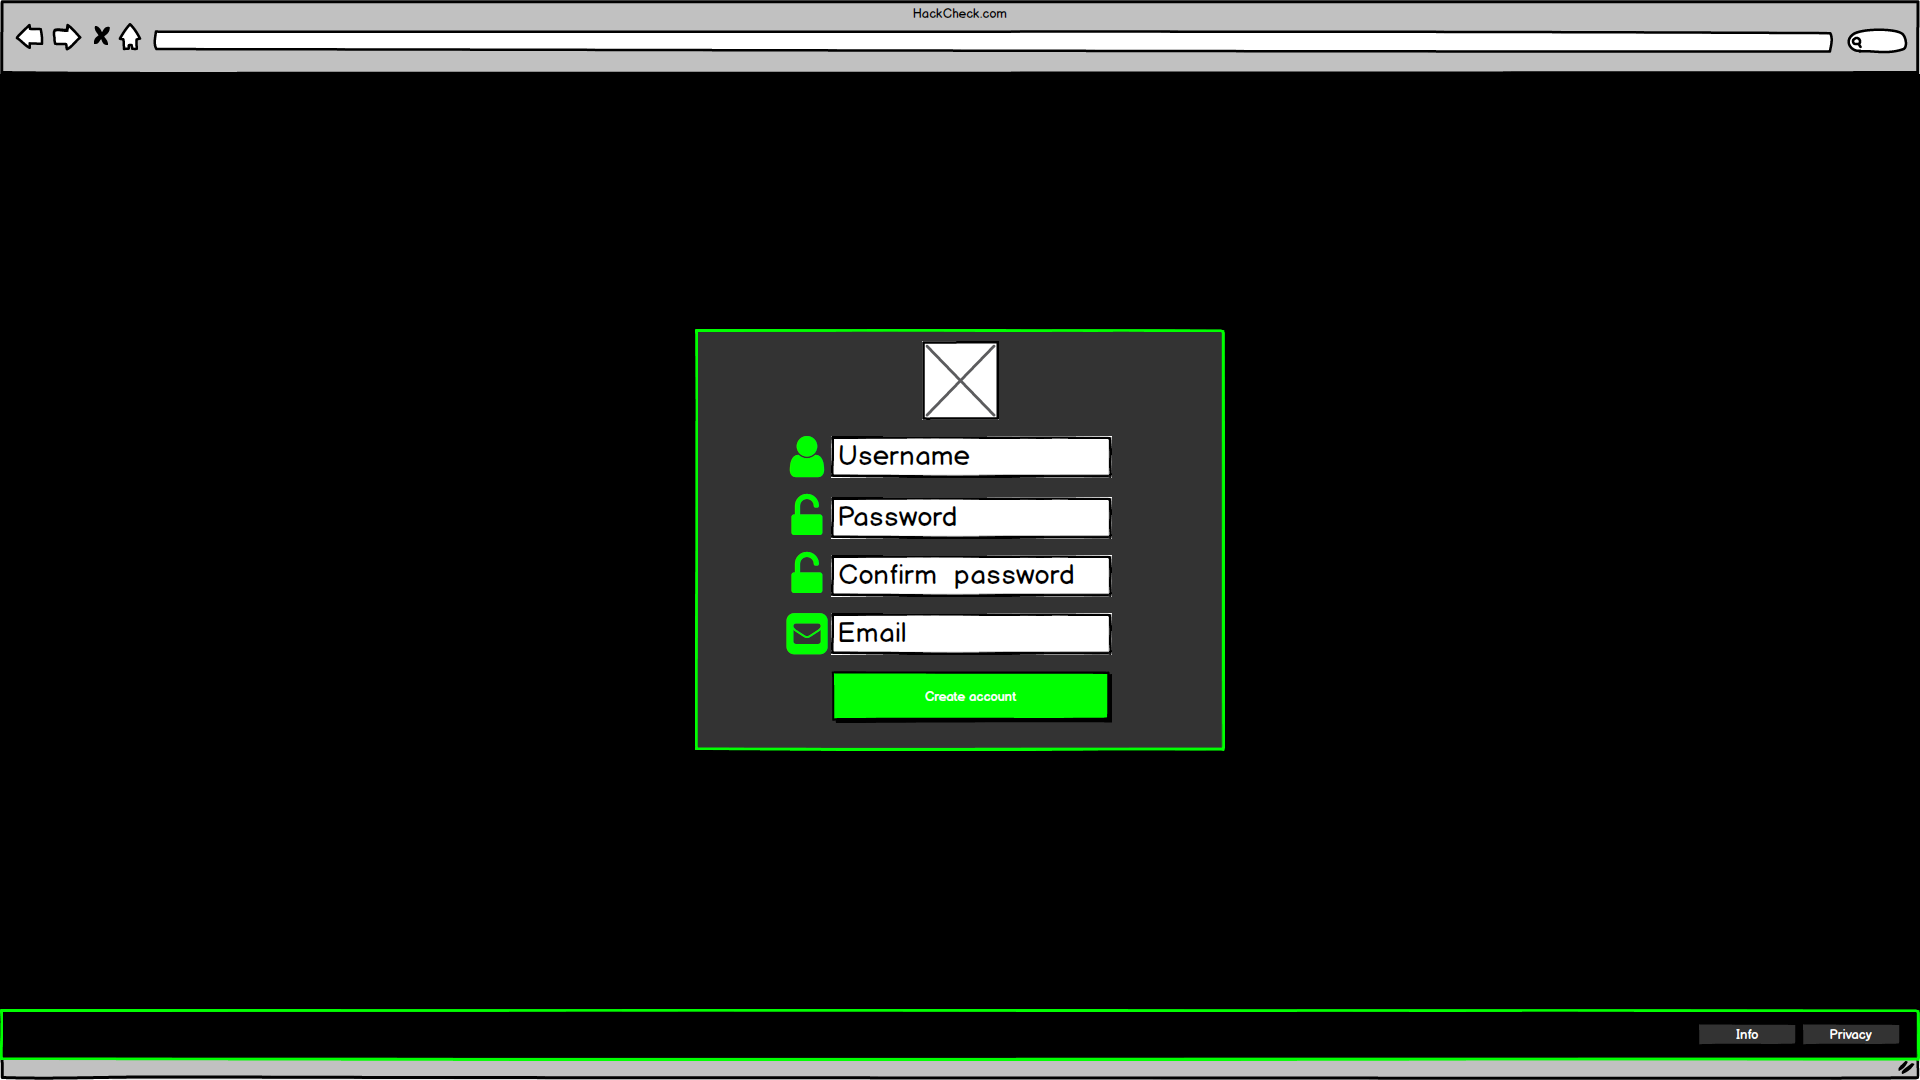 HackCheck.com
Username
Password
Confirm password
Email
Create account
Info
Privacy